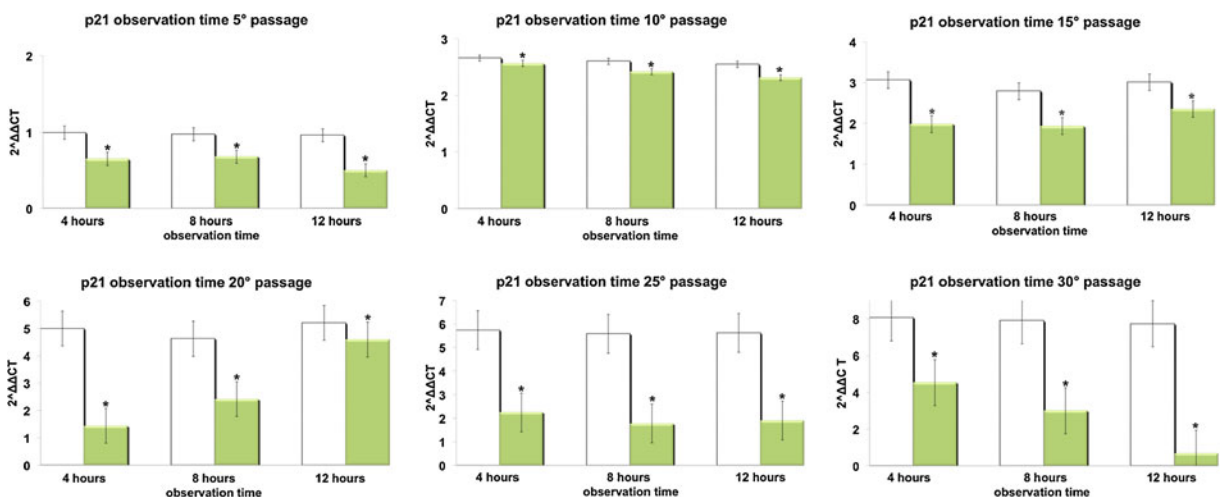 p21 observation time 5° passage
2^ΔΔCT
2
1
0
*
*
*
4 hours 8 hours 12 hours
observation time
p21 observation time 10° passage
2^ΔΔCT
3
2
1
0
*
*
*
4 hours 8 hours 12 hours
observation time
p21 observation time 15° passage
2^ΔΔCT
4
3
2
1
0
*
*
*
4 hours 8 hours 12 hours
observation time
p21 observation time 20° passage
2^ΔΔCT
6
5
4
3
2
1
0
*
*
*
4 hours 8 hours 12 hours
observation time
p21 observation time 25° passage
2^ΔΔCT
7
6
5
4
3
2
1
0
*
*
*
4 hours 8 hours 12 hours
observation time
p21 observation time 30° passage
2^ΔΔC T
8
6
4
2
0
*
*
*
4 hours 8 hours 12 hours
observation time